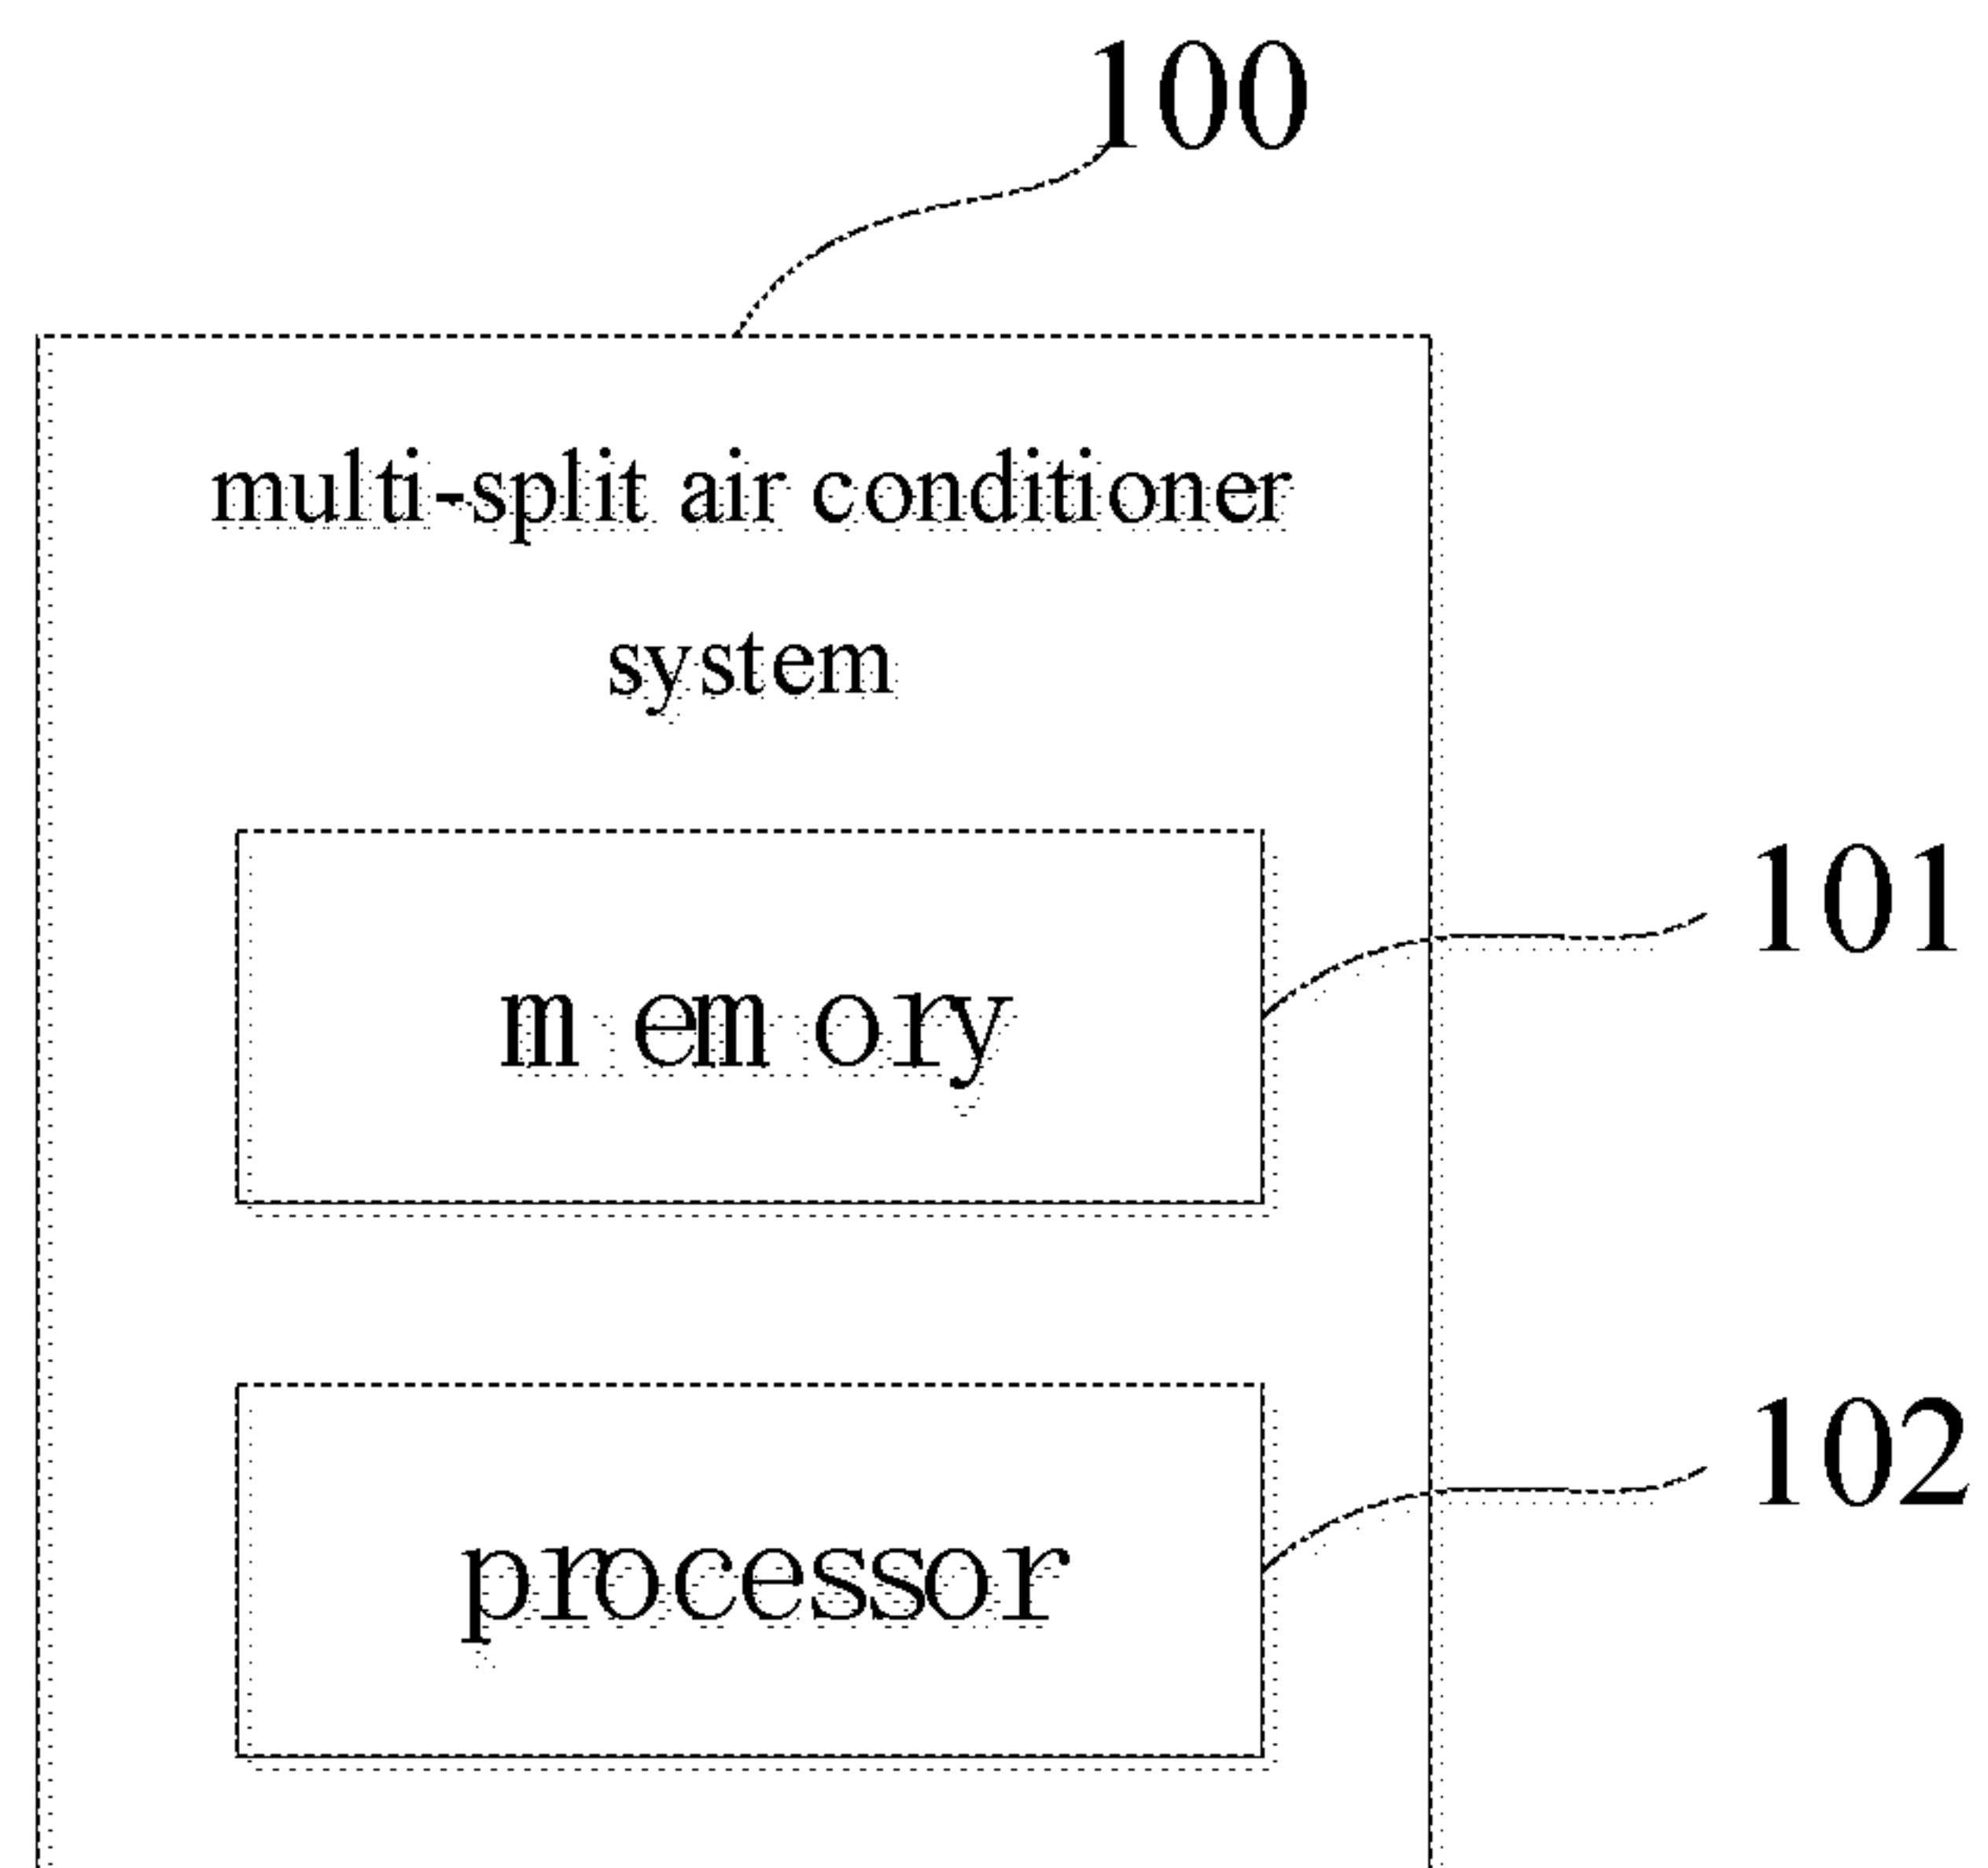 100
multi-split air conditioner
system
101
memory
102
processor